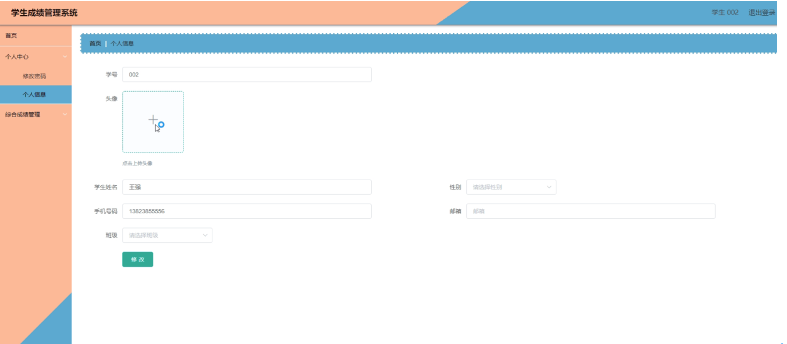 学生成绩管理系统
学生 002 退出登录
首页
个人中心
修改密码
个人信息
综合成绩管理
首页 | 个人信息
学号 002
头像
点击上传头像
学生姓名 王强
性别 请选择性别
手机号码 13823855556
邮箱 邮箱
班级 请选择班级
修改